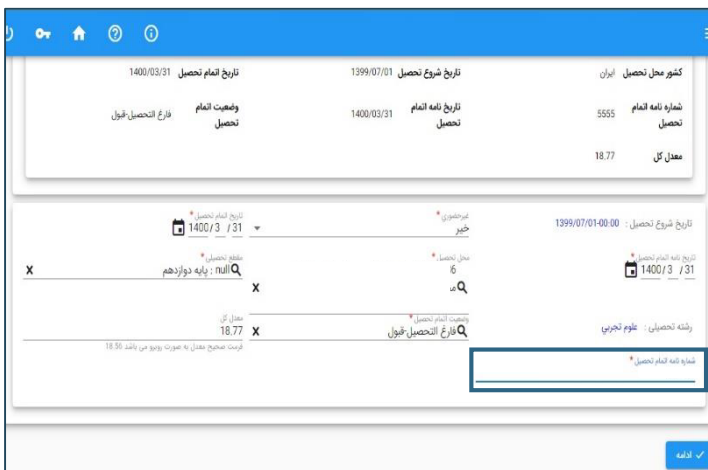 کشور محل تحصیل ایران تاریخ شروع تحصیل 1399/07/01 تاریخ اتمام تحصیل 1400/03/31
شماره نامه اتمام تحصیل 5555 تاریخ نامه اتمام تحصیل 1400/03/31 وضعیت اتمام تحصیل فارغ التحصیل-قبول
معدل کل 18.77
تاریخ شروع تحصیل : 1399/07/01-00:00 غیرحضوري * خیر تاریخ اتمام تحصیل * 1400/ 3 / 31
تاریخ نامه اتمام تحصیل * 1400/ 3 / 31 محل تحصیل * مقطع تحصیلی * null : پایه دوازدهم X
X
رشته تحصیلی : علوم تجربي وضعیت اتمام تحصیل * فارغ التحصیل-قبول X معدل کل 18.77
فرمت صحیح معدل به صورت روبرو می باشد 18.56
شماره نامه اتمام تحصیل *
ادامه